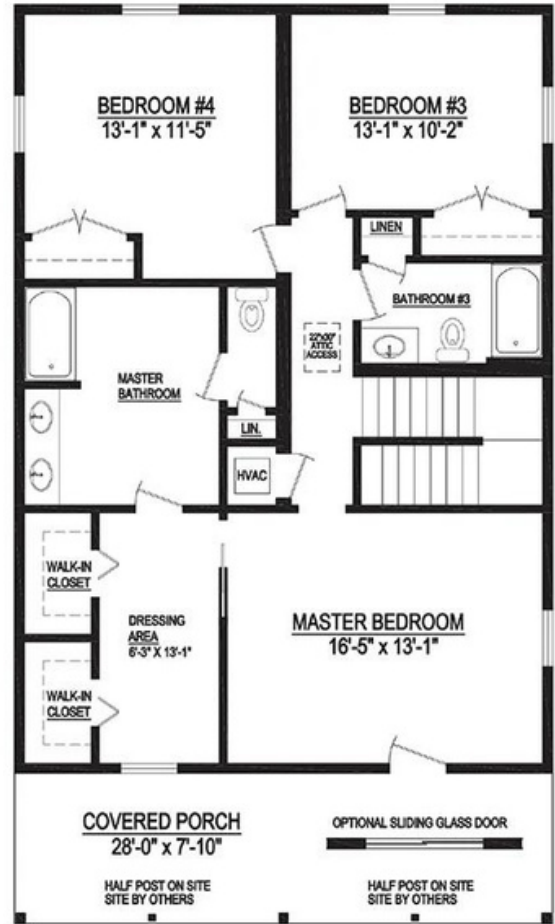 BEDROOM #4
13'-1" x 11'-5"
BEDROOM #3
13'-1" x 10'-2"
LINEN
BATHROOM #3
22"x30"
ATTIC
ACCESS
MASTER
BATHROOM
LIN.
HVAC
WALK-IN
CLOSET
DRESSING
AREA
6'-3" X 13'-1"
MASTER BEDROOM
16'-5" x 13'-1"
WALK-IN
CLOSET
COVERED PORCH
28'-0" x 7'-10"
OPTIONAL SLIDING GLASS DOOR
HALF POST ON SITE
SITE BY OTHERS
HALF POST ON SITE
SITE BY OTHERS